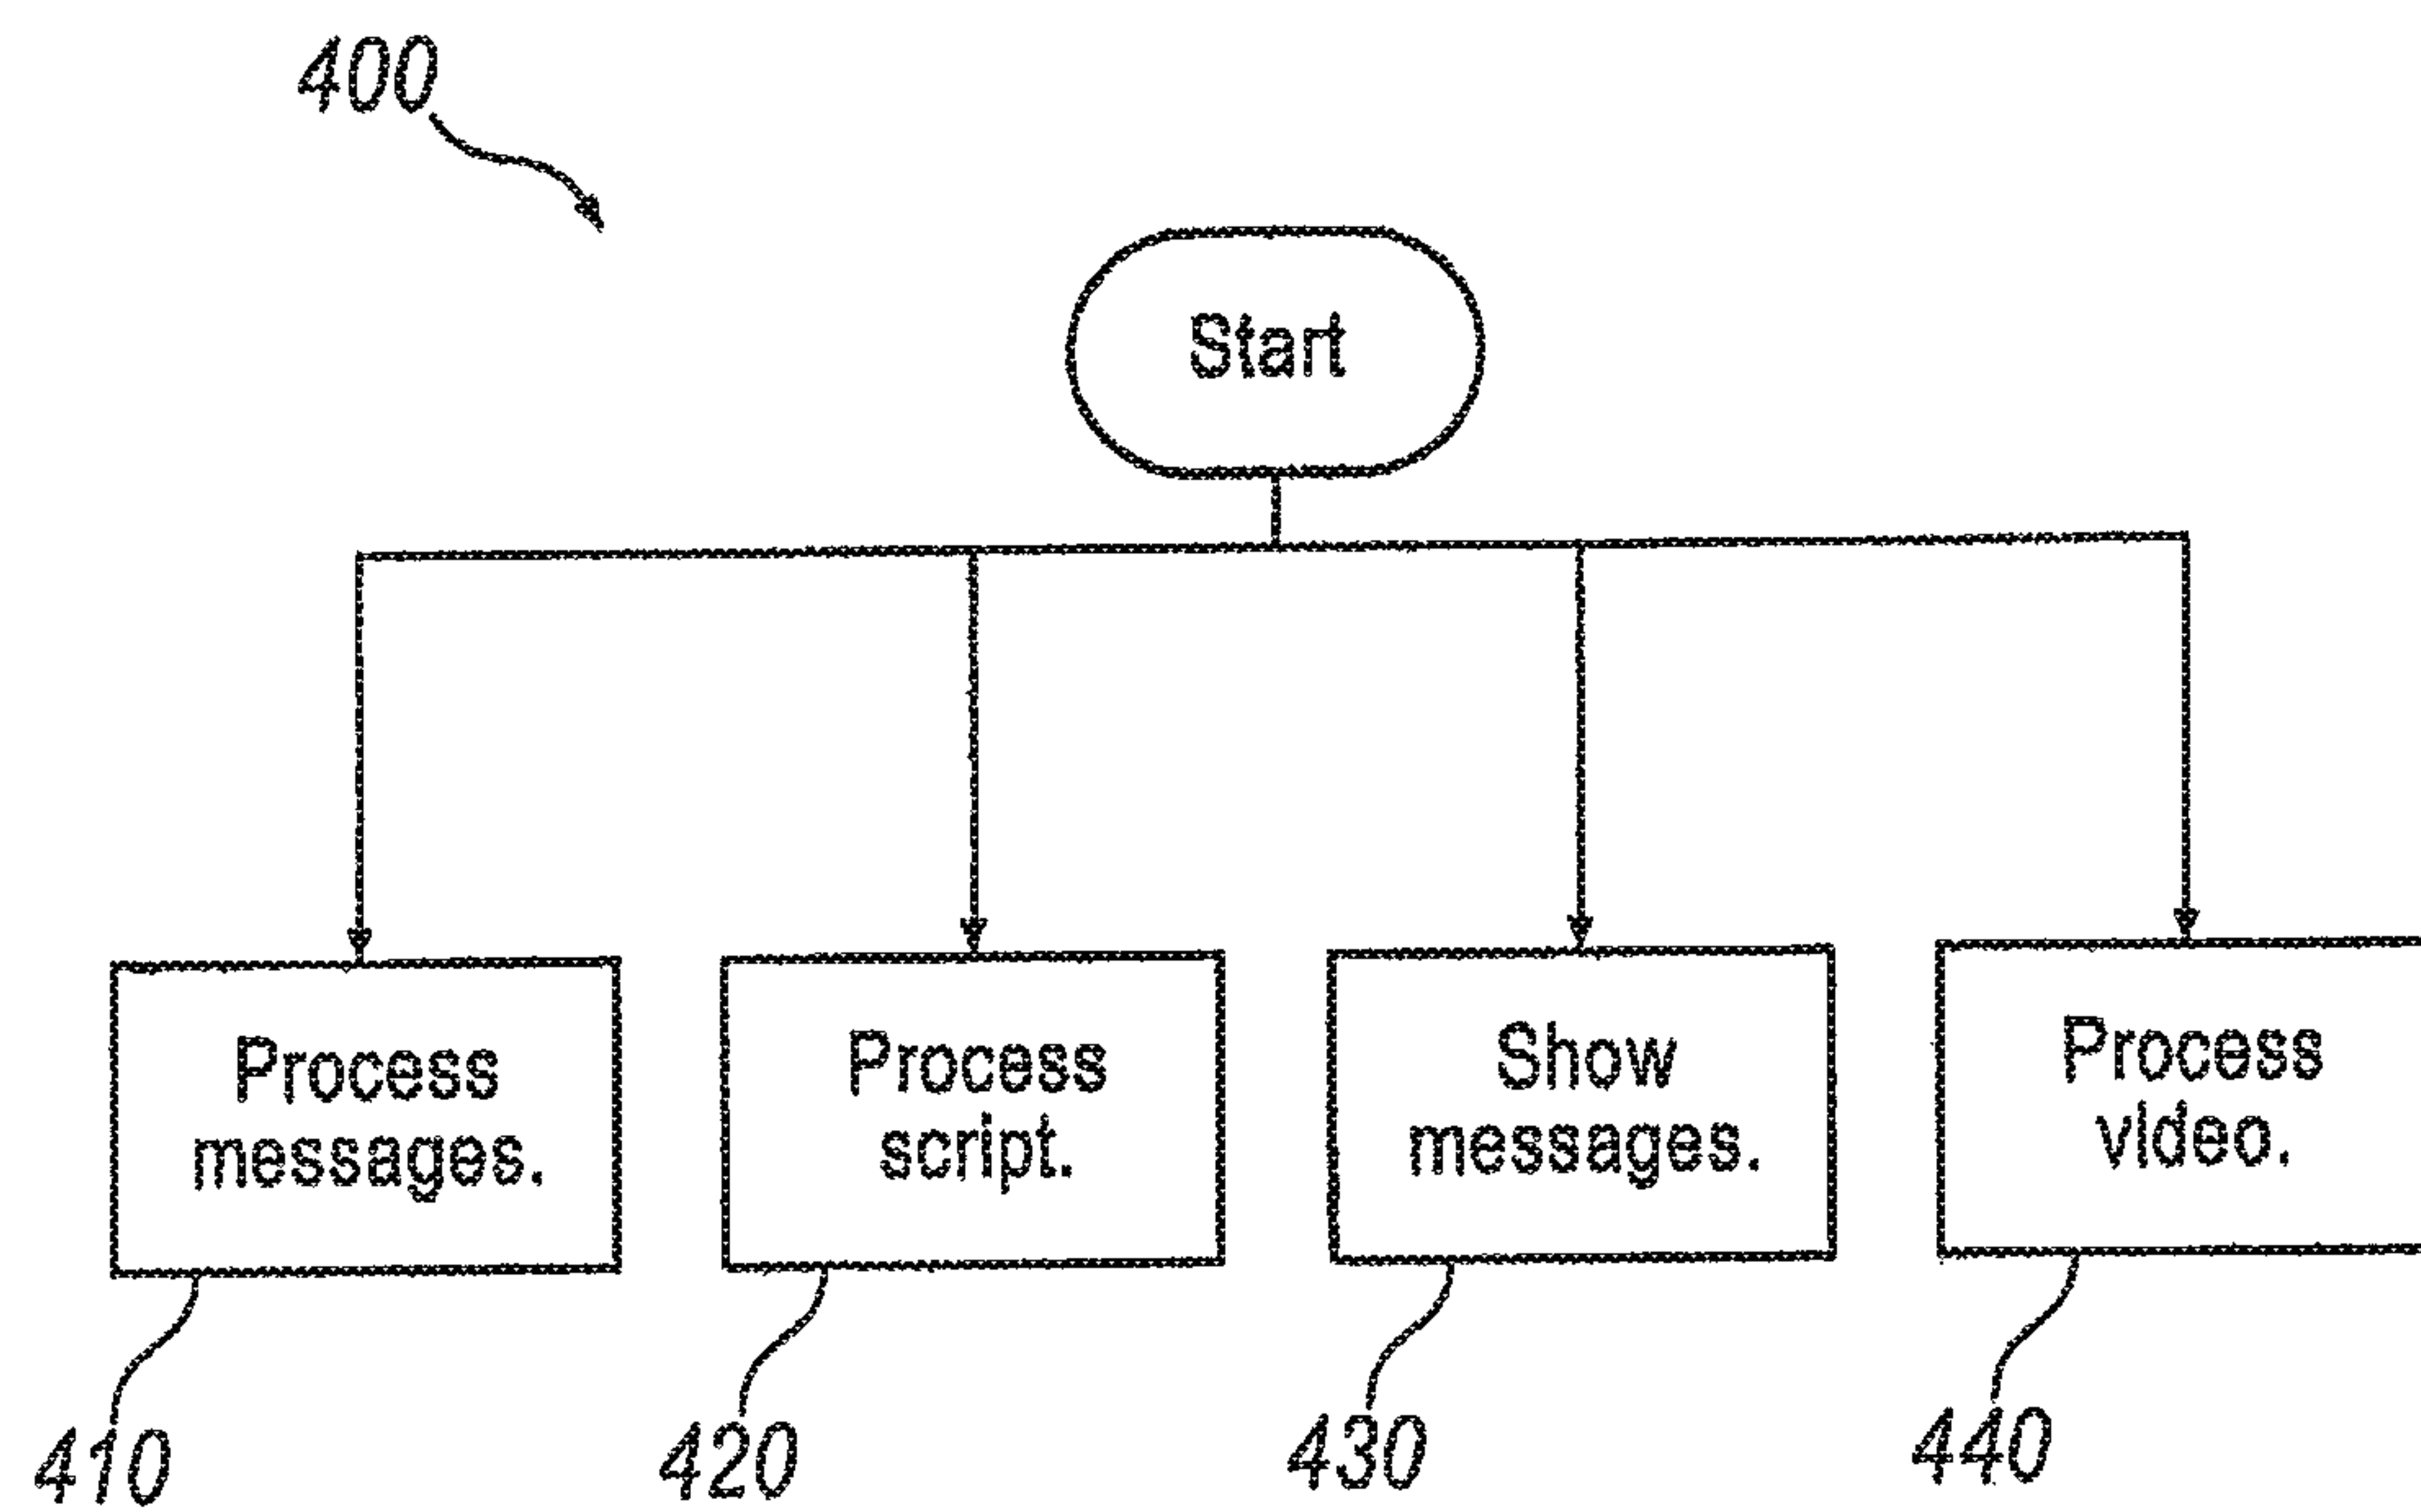 400
Start
Process
messages.
Process
script.
Show
messages.
Process
video.
410
420
430
440